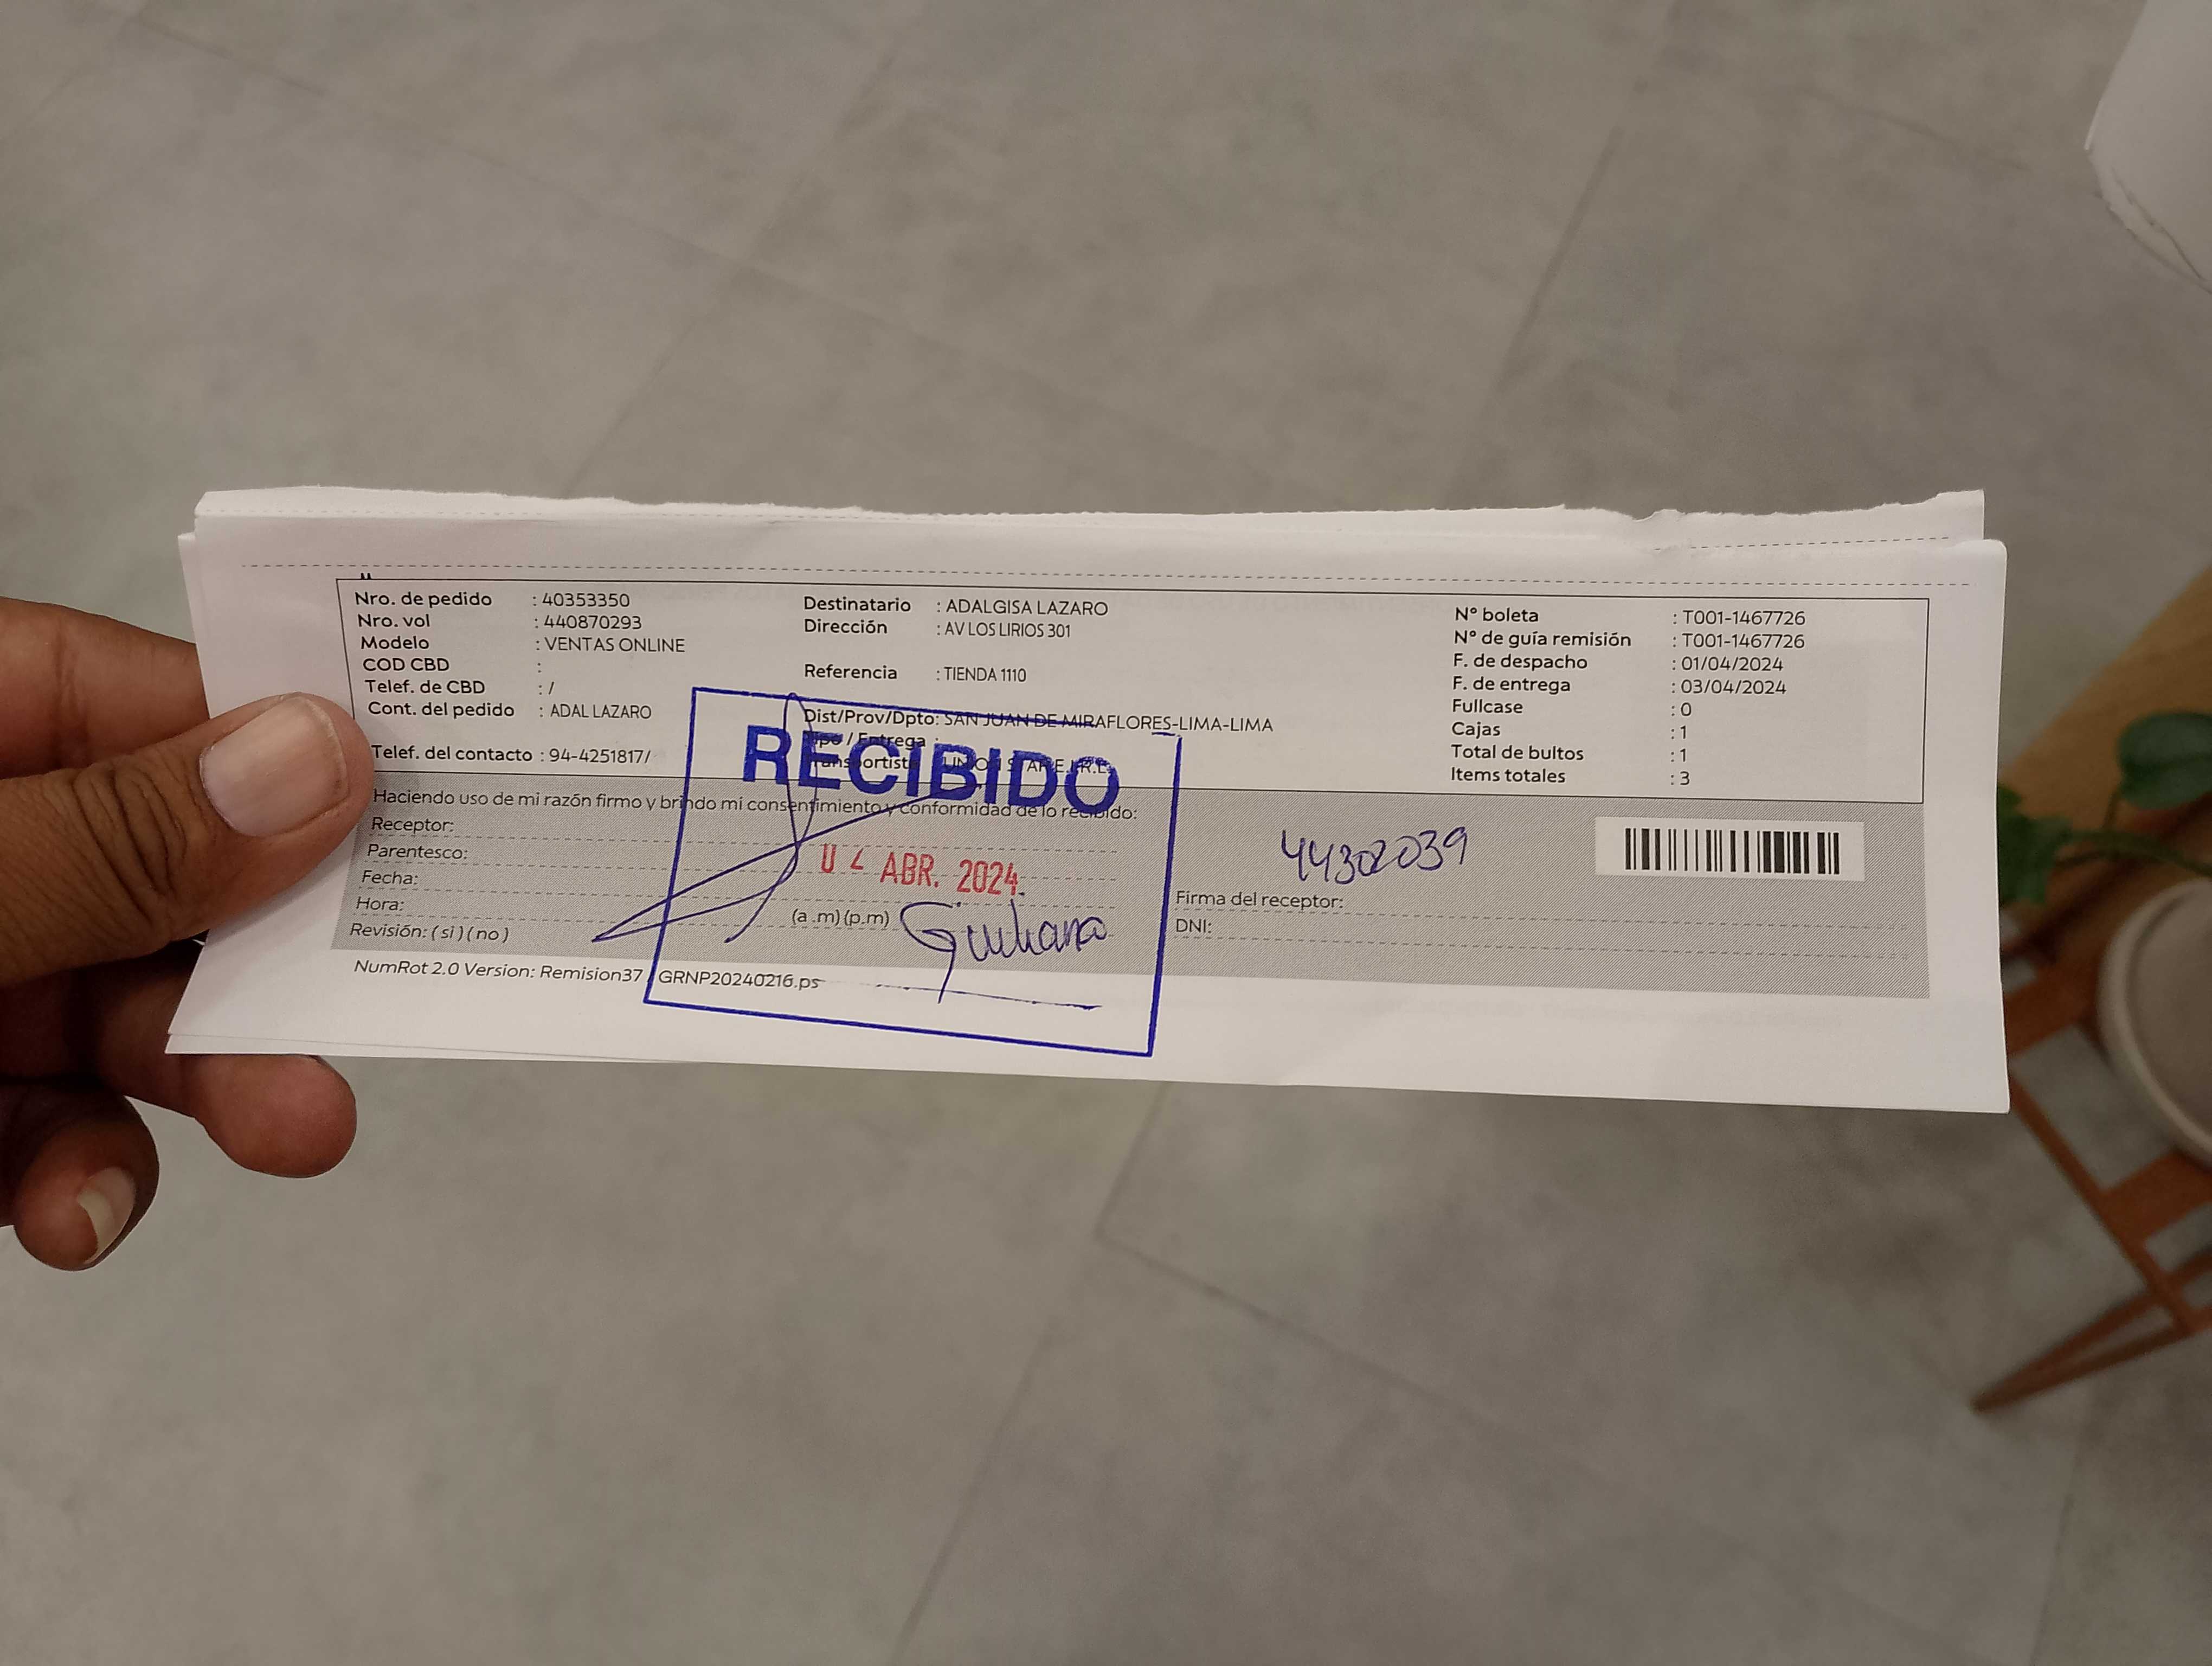 Nro. de pedido : 40353350
Nro. vol : 440870293
Modelo : VENTAS ONLINE
COD CBD :
Telef. de CBD : /
Cont. del pedido : ADAL LAZARO
Telef. del contacto : 94-4251817/
Destinatario : ADALGISA LAZARO
Dirección : AV LOS LIRIOS 301
Referencia : TIENDA 1110
Dist/Prov/Dpto: SAN JUAN DE MIRAFLORES-LIMA-LIMA
Tipo / Entrega :
Transportista
N° boleta : T001-1467726
N° de guía remisión : T001-1467726
F. de despacho : 01/04/2024
F. de entrega : 03/04/2024
Fullcase : 0
Cajas : 1
Total de bultos : 1
Items totales : 3
RECIBIDO
Haciendo uso de mi razón firmo y brindo mi consentimiento y conformidad de lo recibido:
Receptor:
Parentesco:
Fecha:
Hora: (a .m) (p.m)
Revisión: ( si ) ( no )
ABR. 2024
Giuliana
44302039
Firma del receptor:
DNI:
NumRot 2.0 Version: Remision37 / GRNP20240216.ps